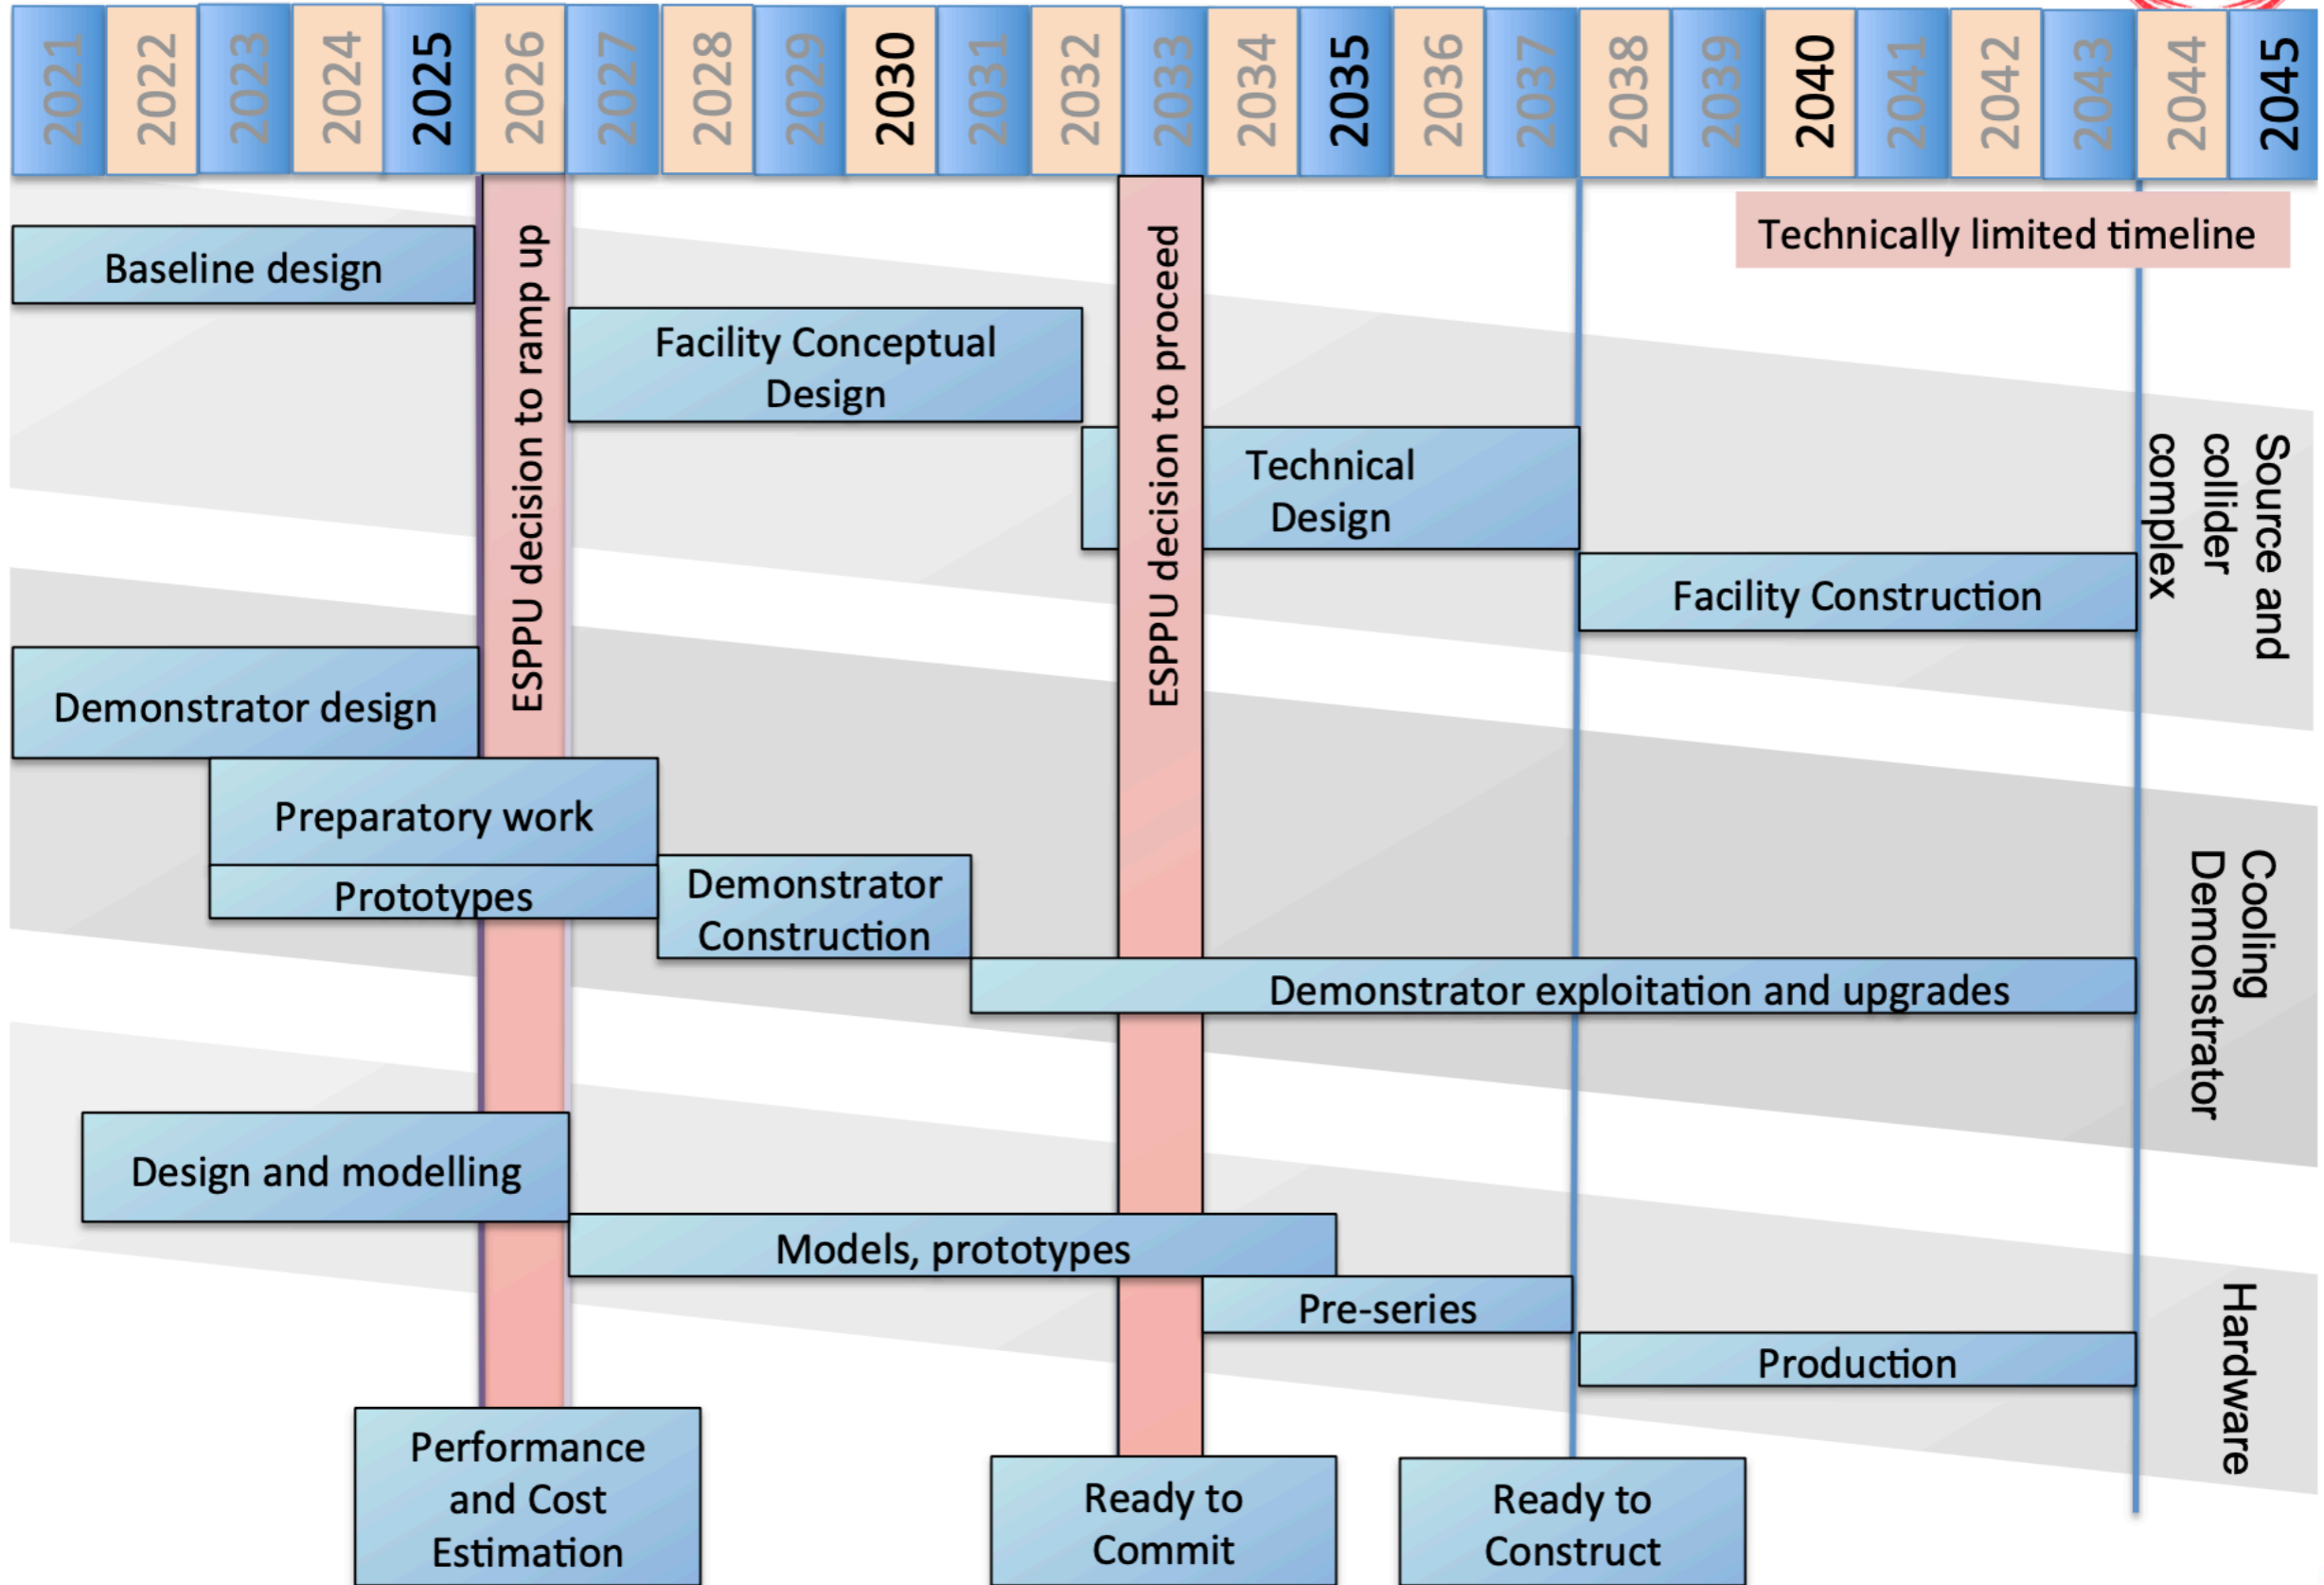 2021
2022
2023
2024
2025
2026
2027
2028
2029
2030
2031
2032
2033
2034
2035
2036
2037
2038
2039
2040
2041
2042
2043
2044
2045
Technically limited timeline
Baseline design
ESPPU decision to ramp up
Facility Conceptual
Design
ESPPU decision to proceed
Technical
Design
Facility Construction
Source and
collider
complex
Demonstrator design
Preparatory work
Prototypes
Demonstrator
Construction
Demonstrator exploitation and upgrades
Cooling
Demonstrator
Design and modelling
Models, prototypes
Pre-series
Production
Hardware
Performance
and Cost
Estimation
Ready to
Commit
Ready to
Construct